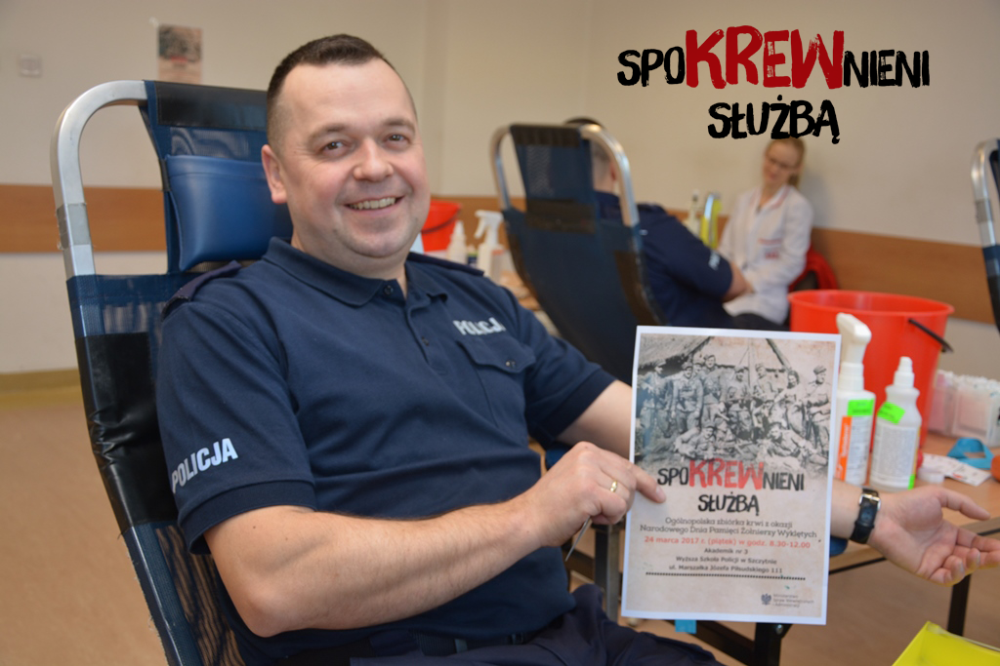 SPOKREWNIENI
SŁUŻBĄ
POLICJA
POLICJA
SPOKREWNIENI
SŁUŻBĄ
Ogólnopolska zbiórka krwi z okazji
Narodowego Dnia Pamięci Żołnierzy Wyklętych
24 marca 2017 r. (piątek) w godz. 8.30-12.00
Akademik nr 3
Wyższa Szkoła Policji w Szczytnie
ul. Marszałka Józefa Piłsudskiego 111